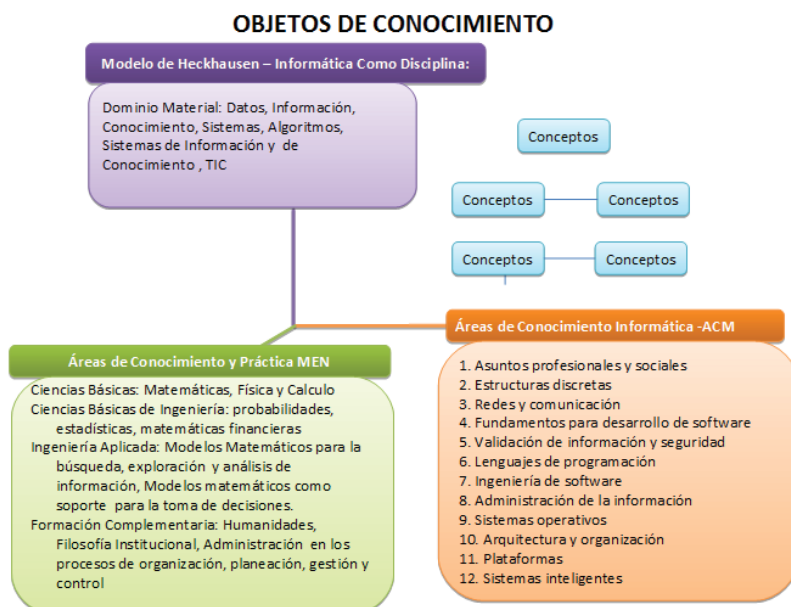 OBJETOS DE CONOCIMIENTO
Modelo de Heckhausen – Informática Como Disciplina:
Dominio Material: Datos, Información,
Conocimiento, Sistemas, Algoritmos,
Sistemas de Información y de
Conocimiento , TIC
Conceptos
Conceptos
Conceptos
Conceptos
Conceptos
Áreas de Conocimiento y Práctica MEN
Ciencias Básicas: Matemáticas, Física y Calculo
Ciencias Básicas de Ingeniería: probabilidades,
estadísticas, matemáticas financieras
Ingeniería Aplicada: Modelos Matemáticos para la
búsqueda, exploración y análisis de
información, Modelos matemáticos como
soporte para la toma de decisiones.
Formación Complementaria: Humanidades,
Filosofía Institucional, Administración en los
procesos de organización, planeación, gestión y
control
Áreas de Conocimiento Informática -ACM
1. Asuntos profesionales y sociales
2. Estructuras discretas
3. Redes y comunicación
4. Fundamentos para desarrollo de software
5. Validación de información y seguridad
6. Lenguajes de programación
7. Ingeniería de software
8. Administración de la información
9. Sistemas operativos
10. Arquitectura y organización
11. Plataformas
12. Sistemas inteligentes